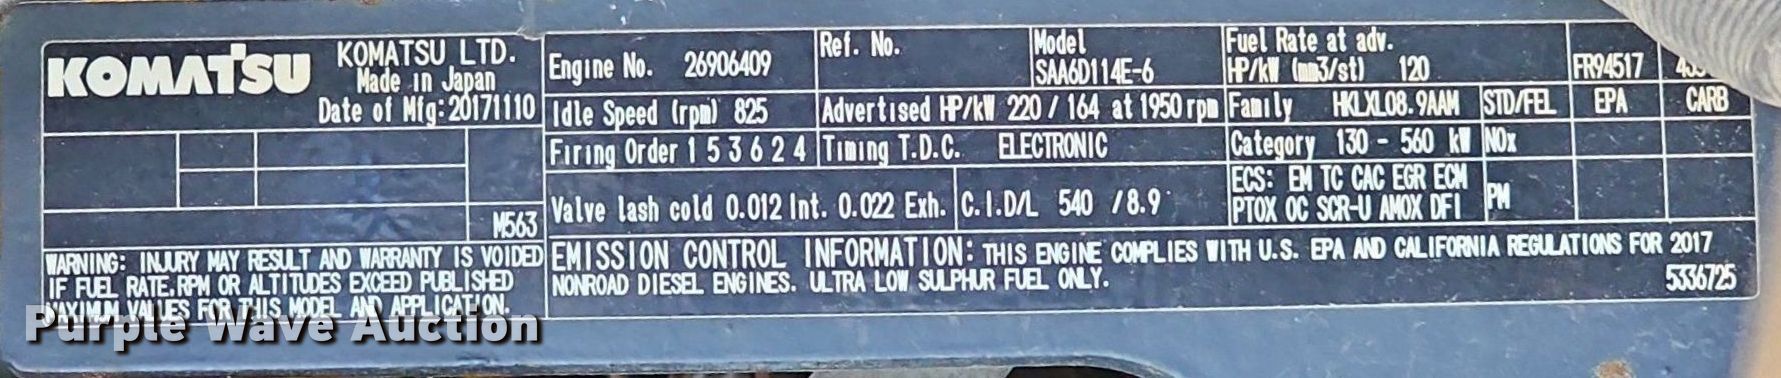 KOMATSU
KOMATSU LTD.
Made in Japan
Date of Mfg:20171110
M563
WARNING: INJURY MAY RESULT AND WARRANTY IS VOIDED
IF FUEL RATE,RPM OR ALTITUDES EXCEED PUBLISHED
MAXIMUM VALUES FOR THIS MODEL AND APPLICATION.
Engine No. 26906409
Ref. No.
Model
SAA6D114E-6
Fuel Rate at adv.
HP/kW (mm3/st) 120
FR94517
Idle Speed (rpm) 825
Advertised HP/kW 220 / 164 at 1950 rpm
Family HKLXL08.9AAM
STD/FEL
EPA
CARB
Firing Order 1 5 3 6 2 4
Timing T.D.C. ELECTRONIC
Category 130 - 560 kW
NOx
Valve lash cold 0.012 Int. 0.022 Exh.
C.I.D/L 540 /8.9
ECS: EM TC CAC EGR ECM
PTOX OC SCR-U AMOX DFI
PM
EMISSION CONTROL INFORMATION: THIS ENGINE COMPLIES WITH U.S. EPA AND CALIFORNIA REGULATIONS FOR 2017
NONROAD DIESEL ENGINES. ULTRA LOW SULPHUR FUEL ONLY.
5336725
Purple Wave Auction